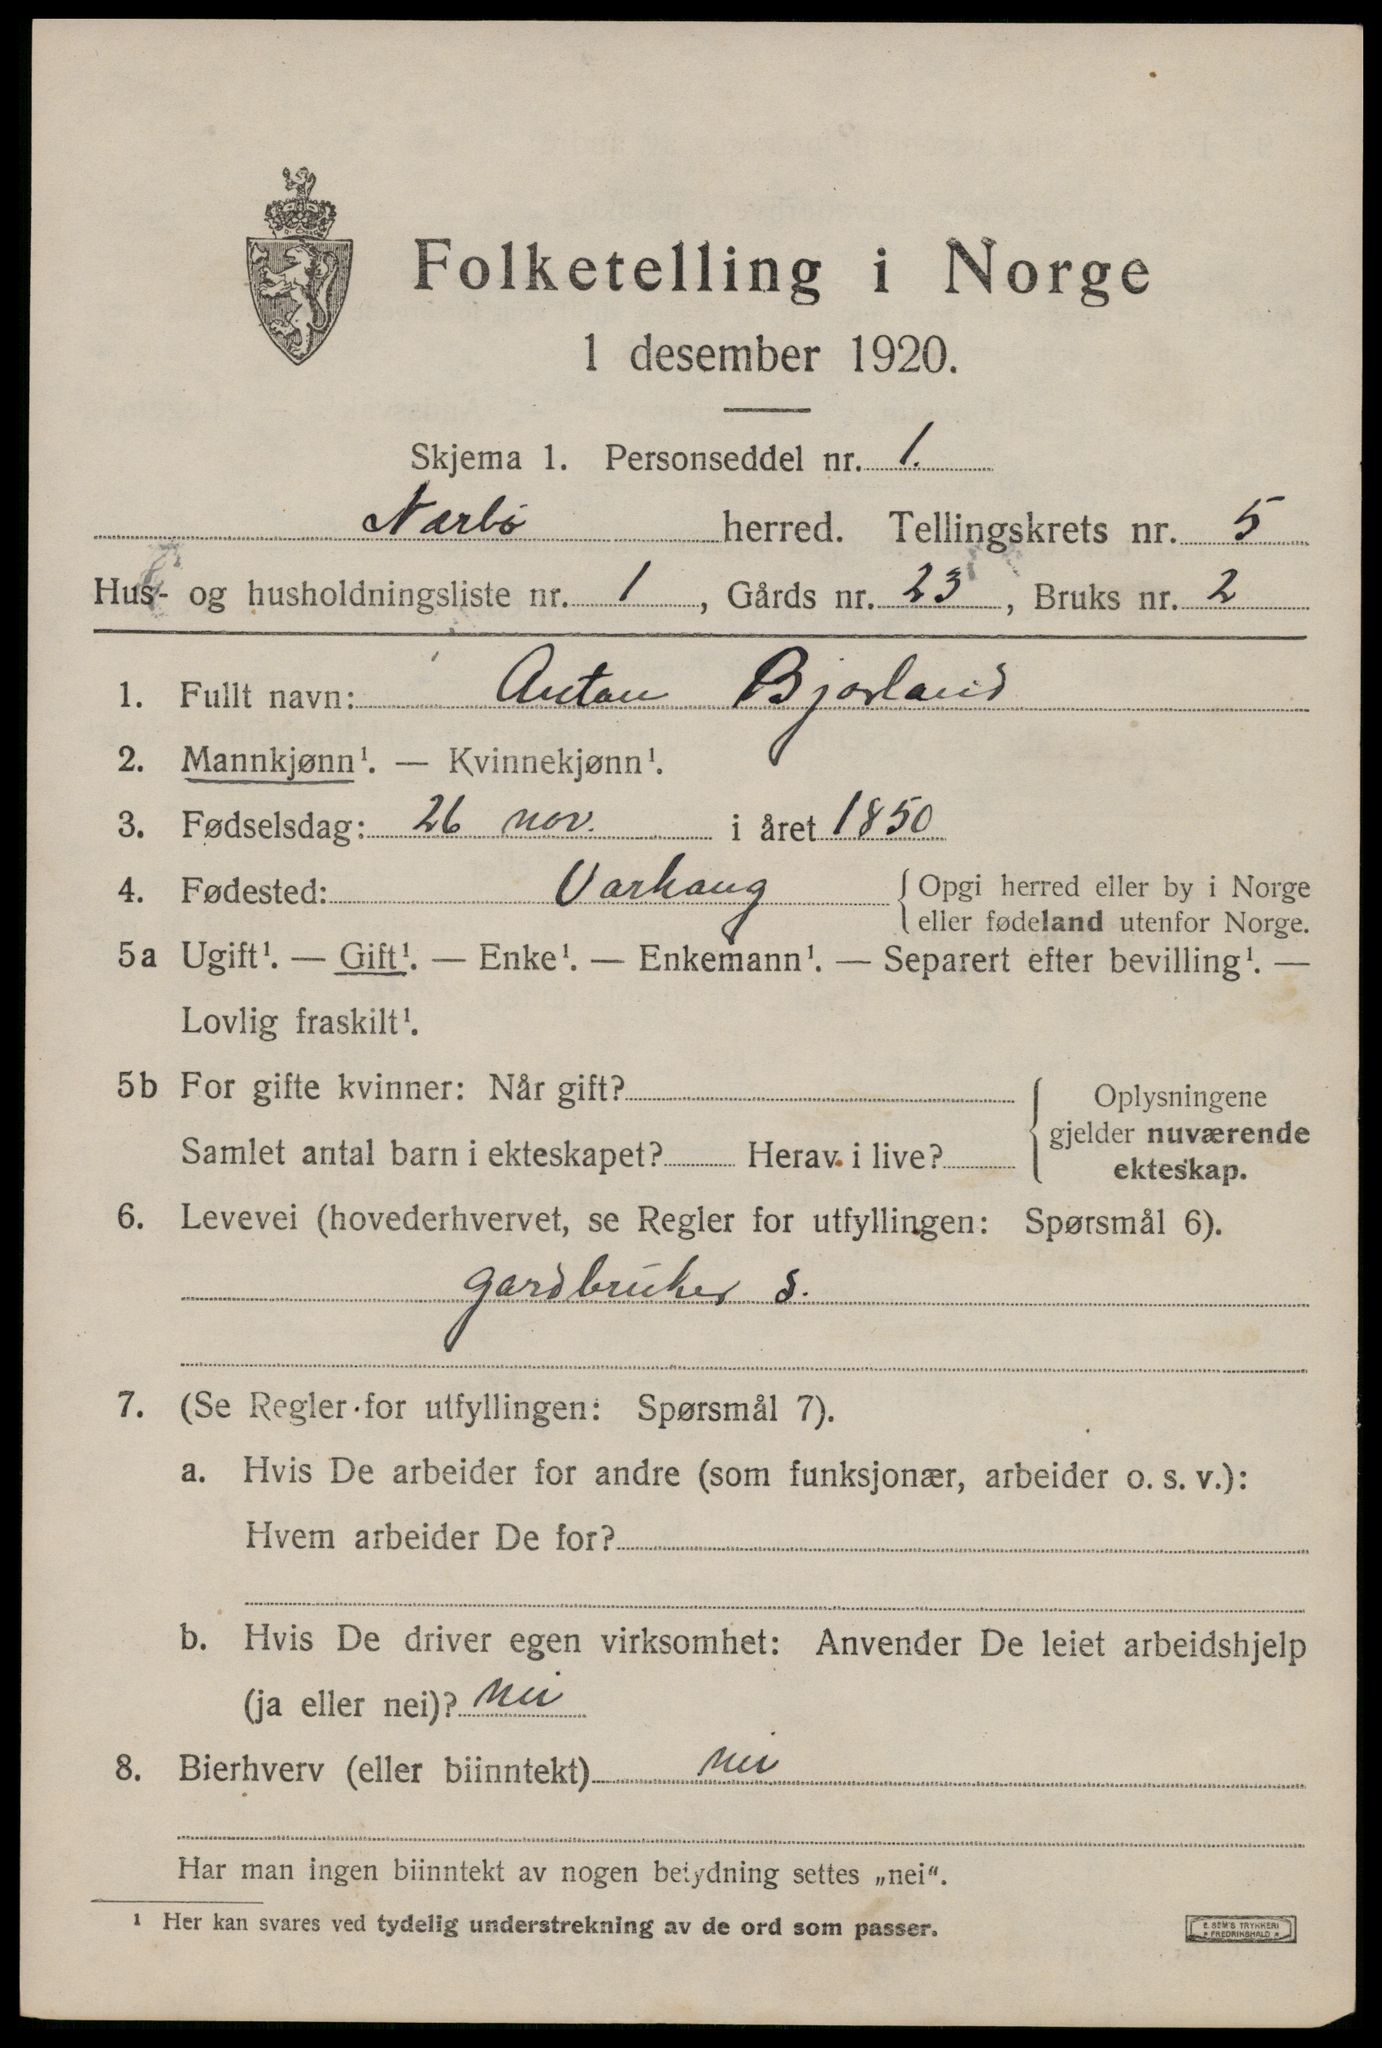 Folketelling i Norge
1 desember 1920.
Skjema 1. Personseddel nr. 1.
Nærbø herred. Tellingskrets nr. 5
Hus- og husholdningsliste nr. 1, Gårds nr. 23, Bruks nr. 2
1. Fullt navn: Anton Bjorland
2. Mannkjønn¹. — Kvinnekjønn¹.
3. Fødselsdag: 26 nov. i året 1850
4. Fødested: Varhaug { Opgi herred eller by i Norge
eller fødeland utenfor Norge.
5a Ugift¹. — Gift¹. — Enke¹. — Enkemann¹. — Separert efter bevilling¹. —
Lovlig fraskilt¹.
5b For gifte kvinner: Når gift?
Samlet antal barn i ekteskapet? Herav i live?
Oplysningene
gjelder nuværende
ekteskap.
6. Levevei (hovederhvervet, se Regler for utfyllingen: Spørsmål 6).
gardbruker s.
7. (Se Regler for utfyllingen: Spørsmål 7).
a. Hvis De arbeider for andre (som funksjonær, arbeider o. s. v.):
Hvem arbeider De for?
b. Hvis De driver egen virksomhet: Anvender De leiet arbeidshjelp
(ja eller nei)? nei
8. Bierhverv (eller biinntekt) nei
Har man ingen biinntekt av nogen betydning settes „nei“.
¹ Her kan svares ved tydelig understrekning av de ord som passer.
E. SEM'S TRYKKERI
* FREDRIKSHALD *